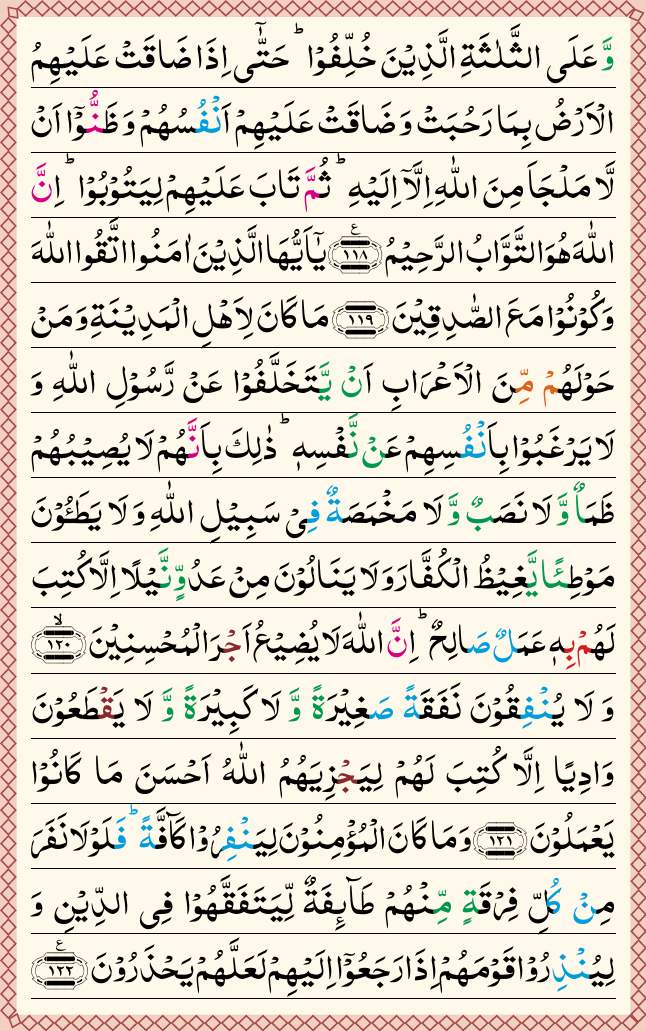 وَّعَلَى الثَّلٰثَةِ الَّذِيْنَ خُلِّفُوْا ؕ حَتّٰٓى اِذَا ضَاقَتْ عَلَيْهِمُ
الْاَرْضُ بِمَا رَحُبَتْ وَ ضَاقَتْ عَلَيْهِمْ اَنْفُسُهُمْ وَ ظَنُّوْٓا اَنْ
لَّا مَلْجَاَ مِنَ اللّٰهِ اِلَّاۤ اِلَيْهِ ؕ ثُمَّ تَابَ عَلَيْهِمْ لِيَتُوْبُوْا ؕ اِنَّ
اللّٰهَ هُوَ التَّوَّابُ الرَّحِيْمُ ﴿١١٨﴾ ع يٰۤاَيُّهَا الَّذِيْنَ اٰمَنُوا اتَّقُوا اللّٰهَ
وَ كُوْنُوْا مَعَ الصّٰدِقِيْنَ ﴿١١٩﴾ مَا كَانَ لِاَهْلِ الْمَدِيْنَةِ وَ مَنْ
حَوْلَهُمْ مِّنَ الْاَعْرَابِ اَنْ يَّتَخَلَّفُوْا عَنْ رَّسُوْلِ اللّٰهِ وَ
لَا يَرْغَبُوْا بِاَنْفُسِهِمْ عَنْ نَّفْسِهٖ ؕ ذٰلِكَ بِاَنَّهُمْ لَا يُصِيْبُهُمْ
ظَمَاٌ وَّ لَا نَصَبٌ وَّ لَا مَخْمَصَةٌ فِيْ سَبِيْلِ اللّٰهِ وَ لَا يَطَـُٔوْنَ
مَوْطِئًا يَّغِيْظُ الْكُفَّارَ وَ لَا يَنَالُوْنَ مِنْ عَدُوٍّ نَّيْلًا اِلَّا كُتِبَ
لَهُمْ بِهٖ عَمَلٌ صَالِحٌ ؕ اِنَّ اللّٰهَ لَا يُضِيْعُ اَجْرَ الْمُحْسِنِيْنَ ﴿١٢٠﴾ ۙ
وَ لَا يُنْفِقُوْنَ نَفَقَةً صَغِيْرَةً وَّ لَا كَبِيْرَةً وَّ لَا يَقْطَعُوْنَ
وَادِيًا اِلَّا كُتِبَ لَهُمْ لِيَجْزِيَهُمُ اللّٰهُ اَحْسَنَ مَا كَانُوْا
يَعْمَلُوْنَ ﴿١٢١﴾ وَ مَا كَانَ الْمُؤْمِنُوْنَ لِيَنْفِرُوْا كَآفَّةً ؕ فَلَوْ لَا نَفَرَ
مِنْ كُلِّ فِرْقَةٍ مِّنْهُمْ طَآىِٕفَةٌ لِّيَتَفَقَّهُوْا فِى الدِّيْنِ وَ
لِيُنْذِرُوْا قَوْمَهُمْ اِذَا رَجَعُوْٓا اِلَيْهِمْ لَعَلَّهُمْ يَحْذَرُوْنَ ﴿١٢٢﴾ ع